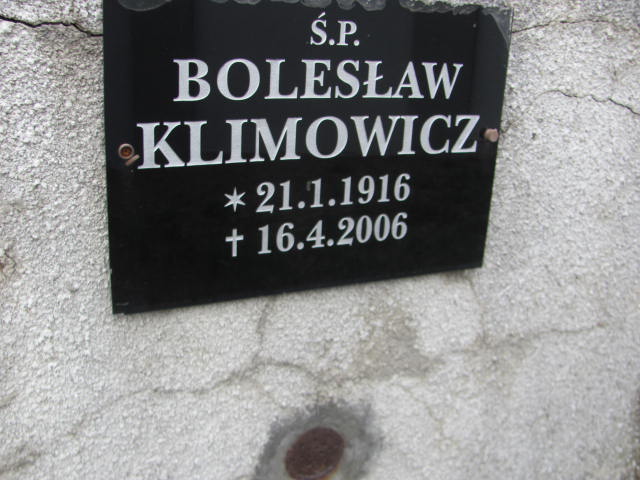 Ś.P.
BOLESŁAW
KLIMOWICZ
✶ 21.1.1916
✝ 16.4.2006